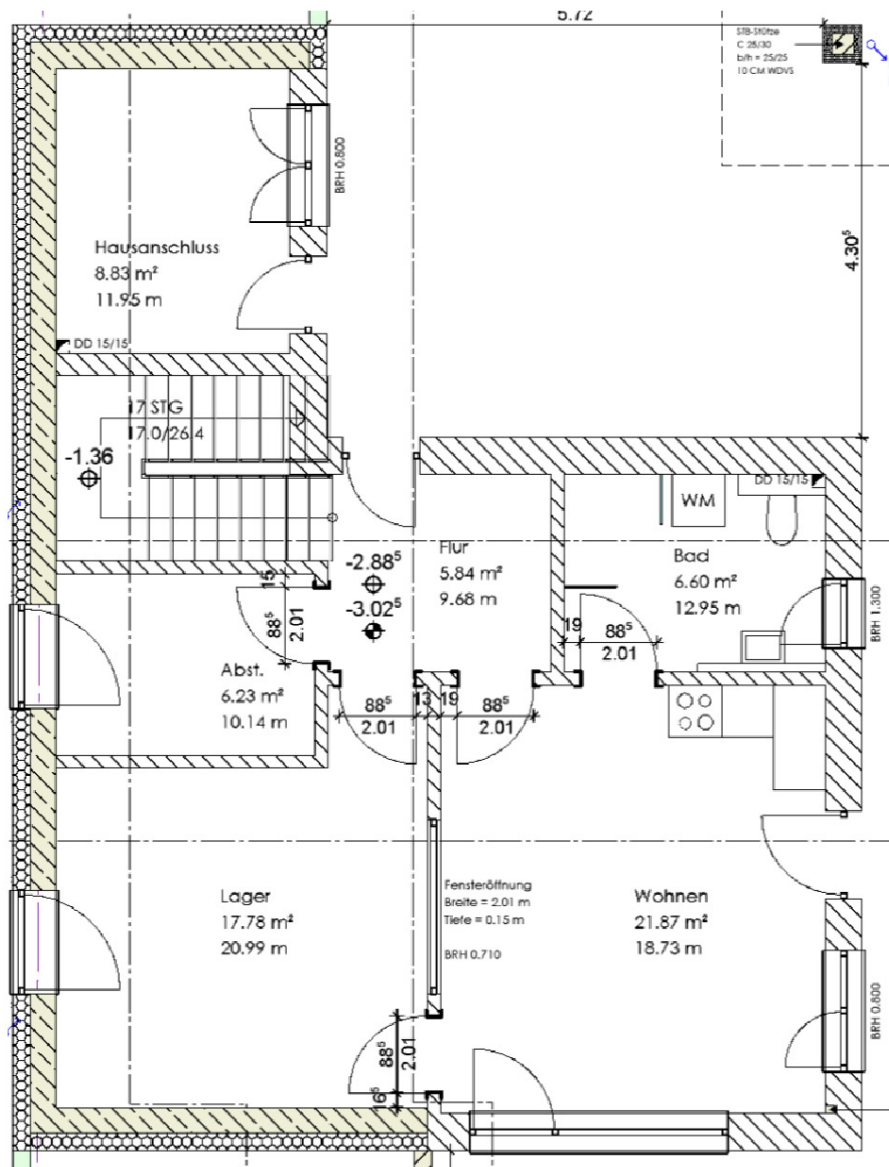 5.72
STB-Stütze
C 25/30
b/h = 25/25
10 CM WDVS
BRH 0.800
4.30⁵
Hausanschluss
8.83 m²
11.95 m
DD 15/15
17 STG
17.0/26.4
-1.36
DD 15/15
WM
Flur
5.84 m²
9.68 m
Bad
6.60 m²
12.95 m
-2.88⁵
-3.02⁵
BRH 1.300
15
88⁵
2.01
19
88⁵
2.01
Abst.
6.23 m²
10.14 m
88⁵
2.01
13
19
88⁵
2.01
Lager
17.78 m²
20.99 m
Fensteröffnung
Breite = 2.01 m
Tiefe = 0.15 m
BRH 0.710
Wohnen
21.87 m²
18.73 m
BRH 0.800
88⁵
2.01
16⁵